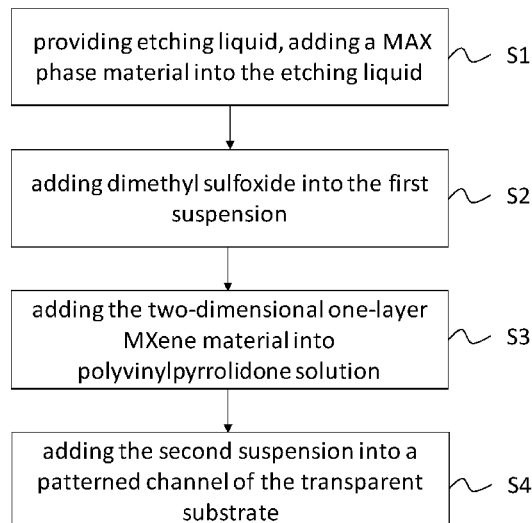 providing etching liquid, adding a MAX
phase material into the etching liquid
S1
adding dimethyl sulfoxide into the first
suspension
S2
adding the two-dimensional one-layer
MXene material into
polyvinylpyrrolidone solution
S3
adding the second suspension into a
patterned channel of the transparent
substrate
S4